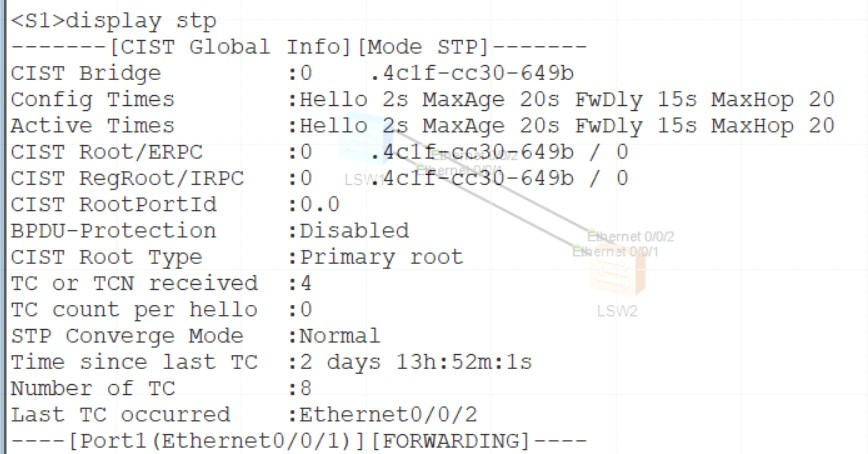 <S1>display stp
-------[CIST Global Info][Mode STP]-------
CIST Bridge         :0    .4c1f-cc30-649b
Config Times        :Hello 2s MaxAge 20s FwDly 15s MaxHop 20
Active Times        :Hello 2s MaxAge 20s FwDly 15s MaxHop 20
CIST Root/ERPC      :0    .4c1f-cc30-649b / 0
CIST RegRoot/IRPC   :0    .4c1f-cc30-649b / 0
CIST RootPortId     :0.0
BPDU-Protection     :Disabled
CIST Root Type      :Primary root
TC or TCN received  :4
TC count per hello  :0
STP Converge Mode   :Normal
Time since last TC  :2 days 13h:52m:1s
Number of TC        :8
Last TC occurred    :Ethernet0/0/2
----[Port1(Ethernet0/0/1)][FORWARDING]----
LSW1
Ethernet 0/0/2
Ethernet 0/0/1
LSW2